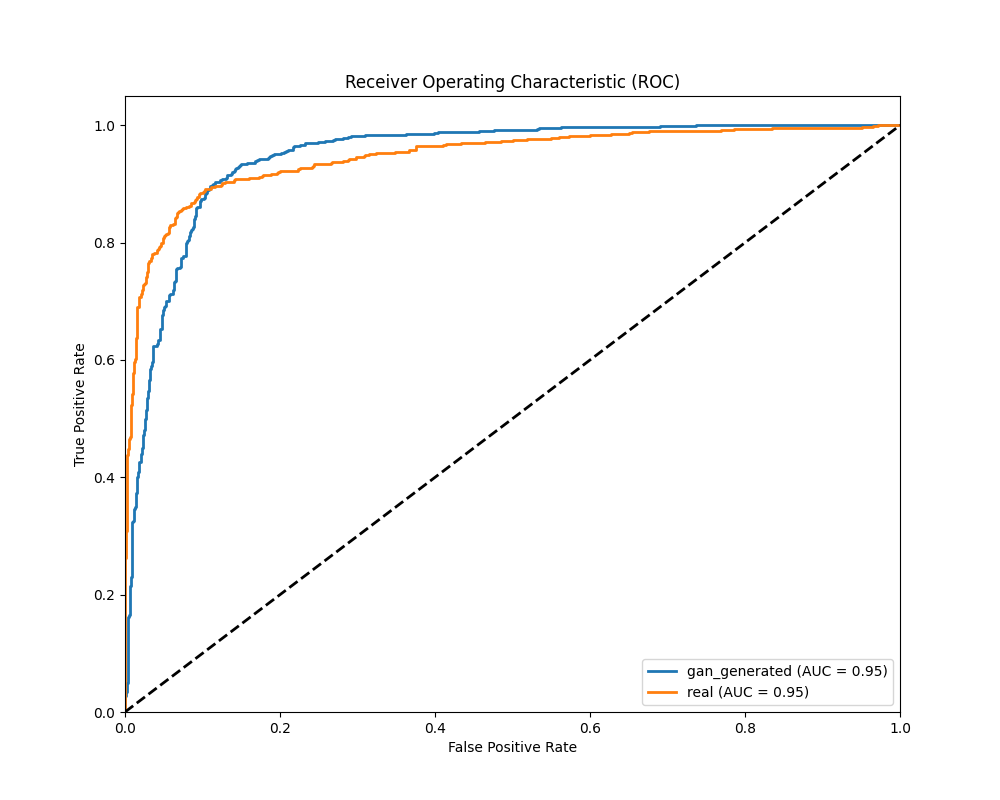 Receiver Operating Characteristic (ROC)
True Positive Rate
1.0
0.8
0.6
0.4
0.2
0.0
0.0 0.2 0.4 0.6 0.8 1.0
False Positive Rate
gan_generated (AUC = 0.95)
real (AUC = 0.95)